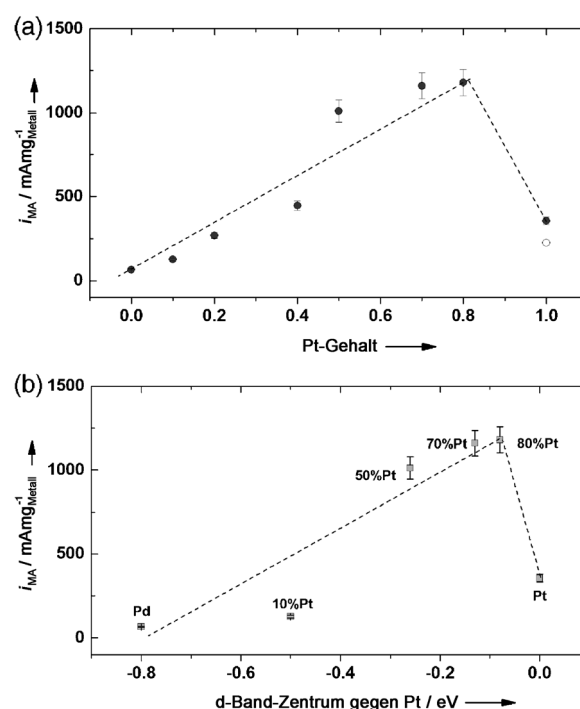 (a)
1500
1000
500
0
i_MA / mAmg⁻¹_Metall →
0.0 0.2 0.4 0.6 0.8 1.0
Pt-Gehalt →
(b)
1500
1000
500
0
i_MA / mAmg⁻¹_Metall →
70%Pt 80%Pt
50%Pt
Pd 10%Pt Pt
-0.8 -0.6 -0.4 -0.2 0.0
d-Band-Zentrum gegen Pt / eV →